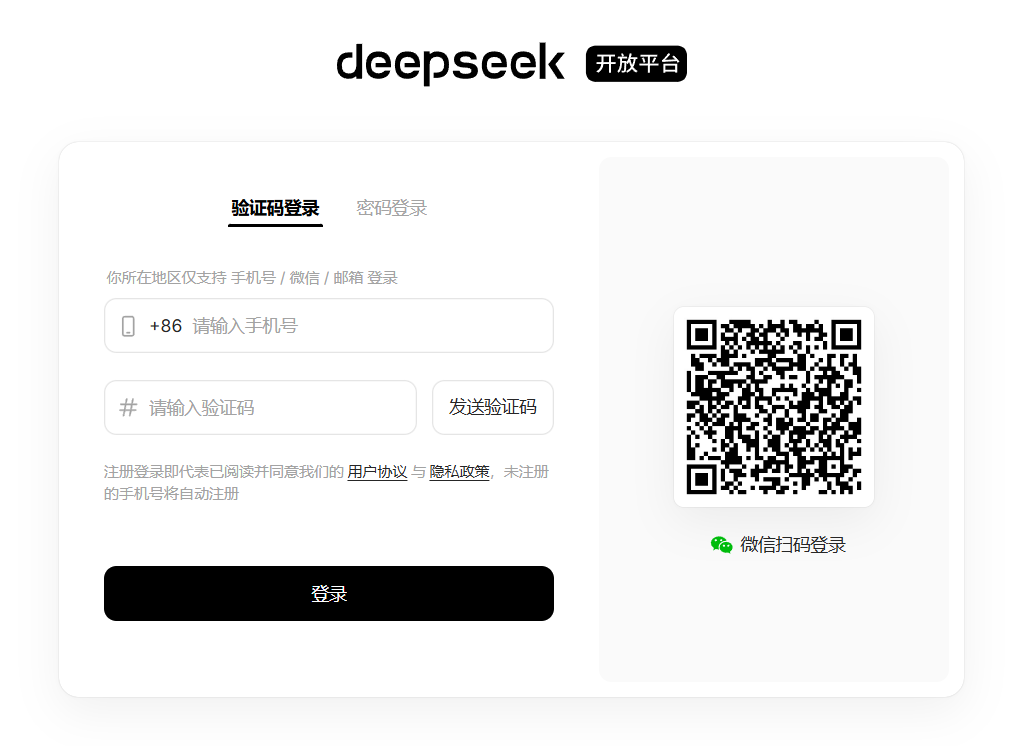 deepseek 开放平台
验证码登录 密码登录
你所在地区仅支持 手机号 / 微信 / 邮箱 登录
+86 请输入手机号
# 请输入验证码 发送验证码
注册登录即代表已阅读并同意我们的 用户协议 与 隐私政策，未注册
的手机号将自动注册
登录
微信扫码登录